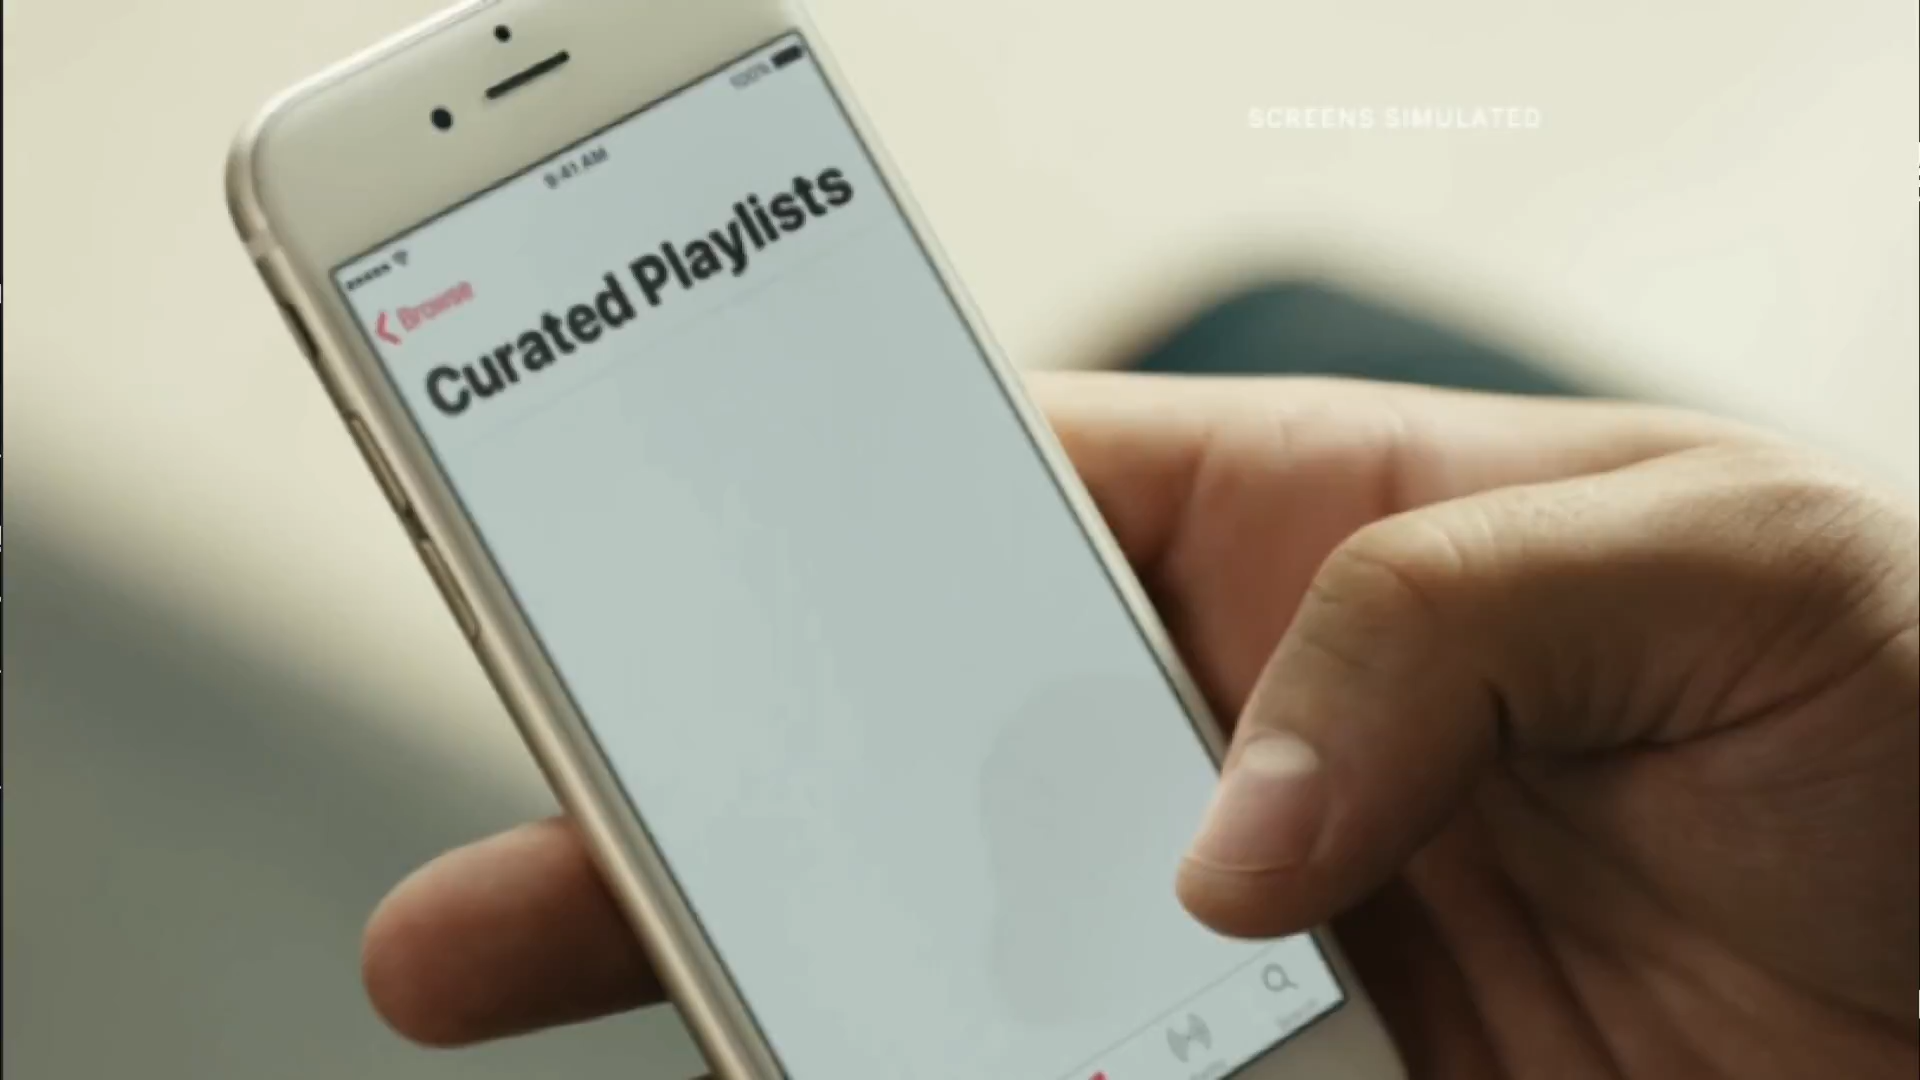 SCREENS SIMULATED
100%
9:41 AM
Browse
Curated Playlists